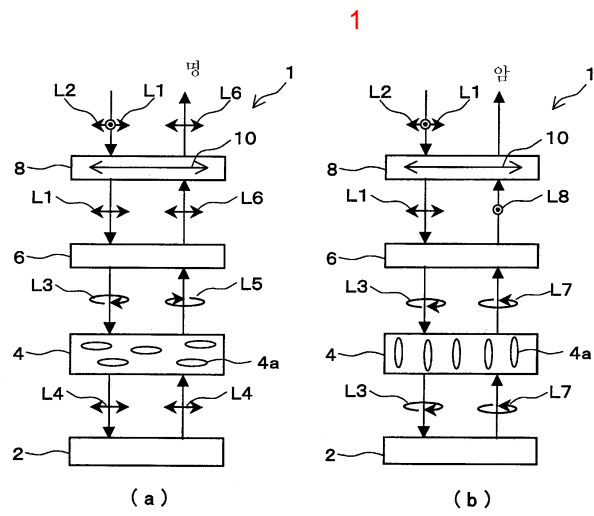 1
명 1 암 1
L2 L1 L6 L2 L1
10 10
8 8
L1 L6 L1 L8
6 6
L3 L5 L3 L7
4 4a 4 4a
L4 L4 L3 L7
2 2
(a) (b)